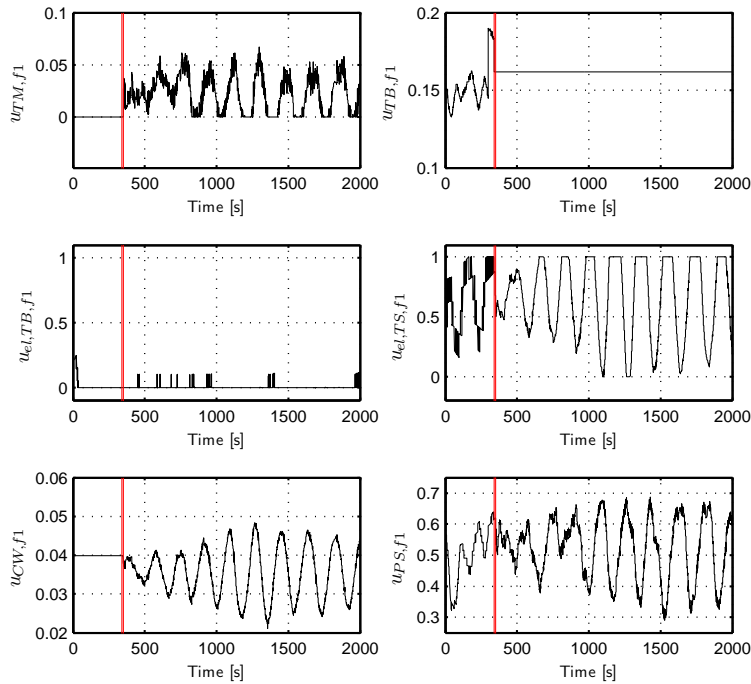 0.1
0.05
0
u_{TM,f1}
0 500 1000 1500 2000
Time [s]
0.2
0.15
0.1
u_{TB,f1}
0 500 1000 1500 2000
Time [s]
1
0.5
0
u_{el,TB,f1}
0 500 1000 1500 2000
Time [s]
1
0.5
0
u_{el,TS,f1}
0 500 1000 1500 2000
Time [s]
0.06
0.05
0.04
0.03
0.02
u_{CW,f1}
0 500 1000 1500 2000
Time [s]
0.7
0.6
0.5
0.4
0.3
u_{PS,f1}
0 500 1000 1500 2000
Time [s]